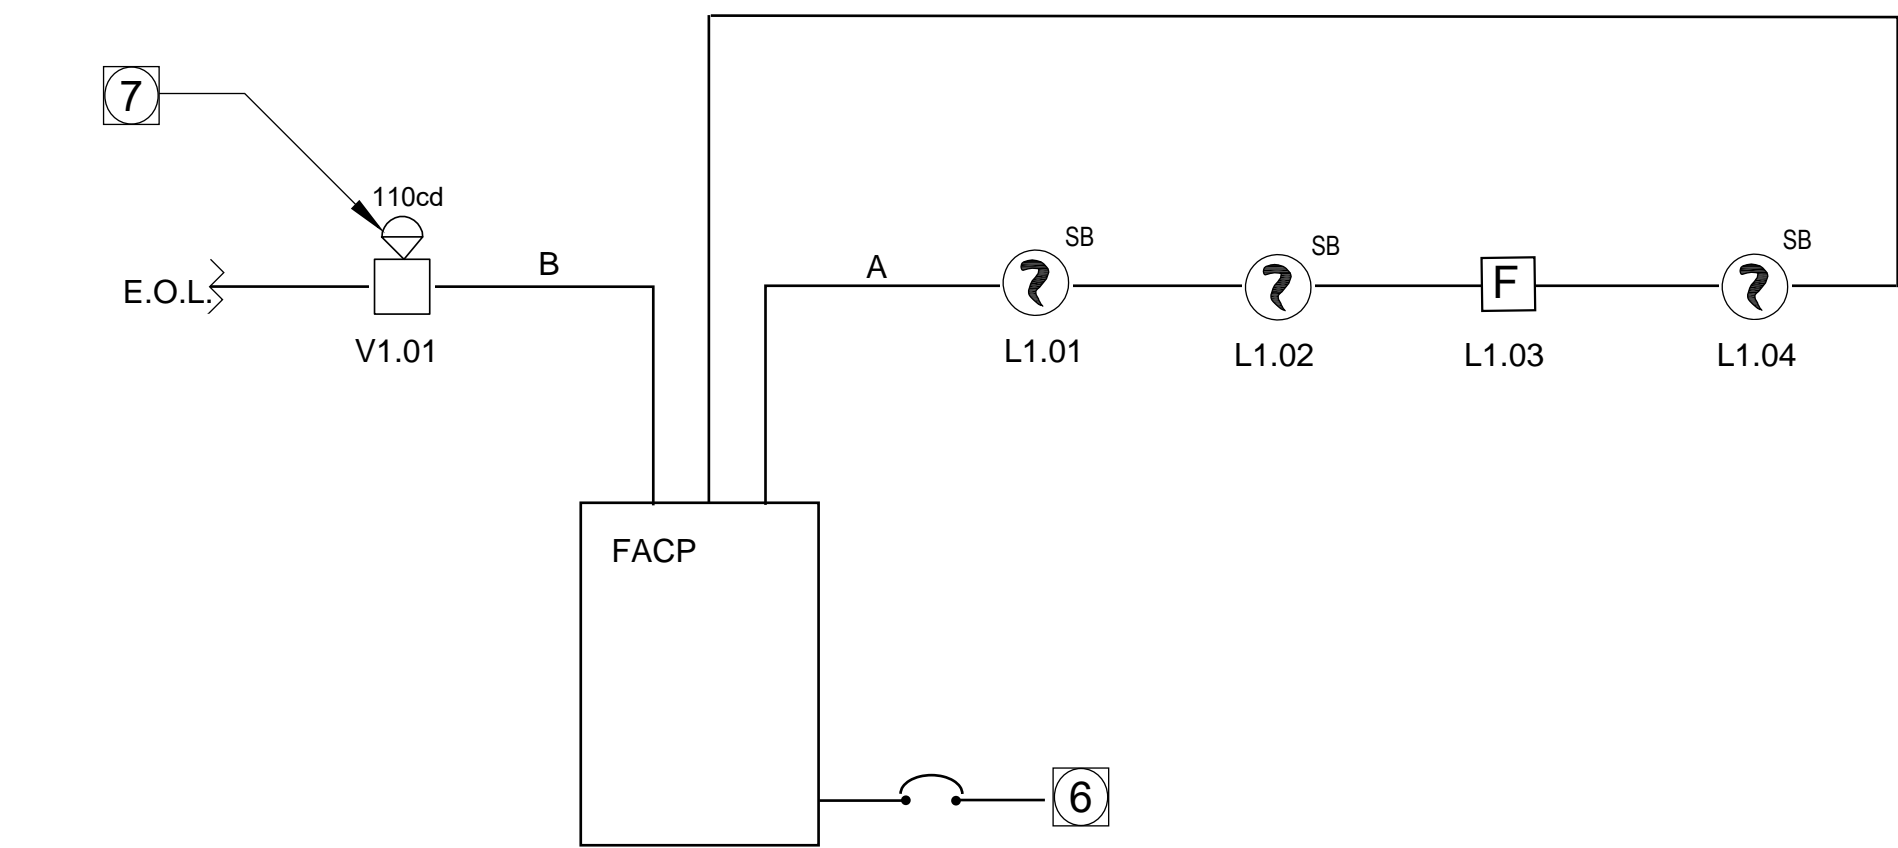 7
110cd
SB
SB
SB
B
A
F
E.O.L.
V1.01
L1.01
L1.02
L1.03
L1.04
FACP
6